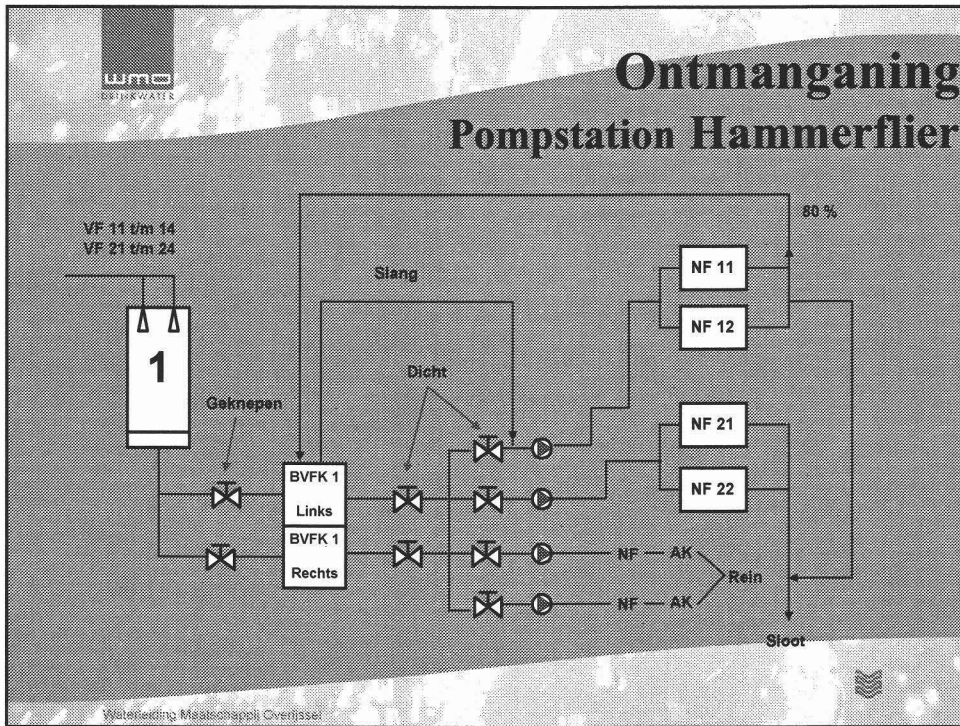 wmo
DRINKWATER
Ontmanganing
Pompstation Hammerflier
VF 11 t/m 14
VF 21 t/m 24
80 %
Slang
NF 11
NF 12
1
Dicht
Geknepen
NF 21
NF 22
BVFK 1
Links
BVFK 1
Rechts
NF
AK
Rein
NF
AK
Sloot
Waterleiding Maatschappij Overijssel